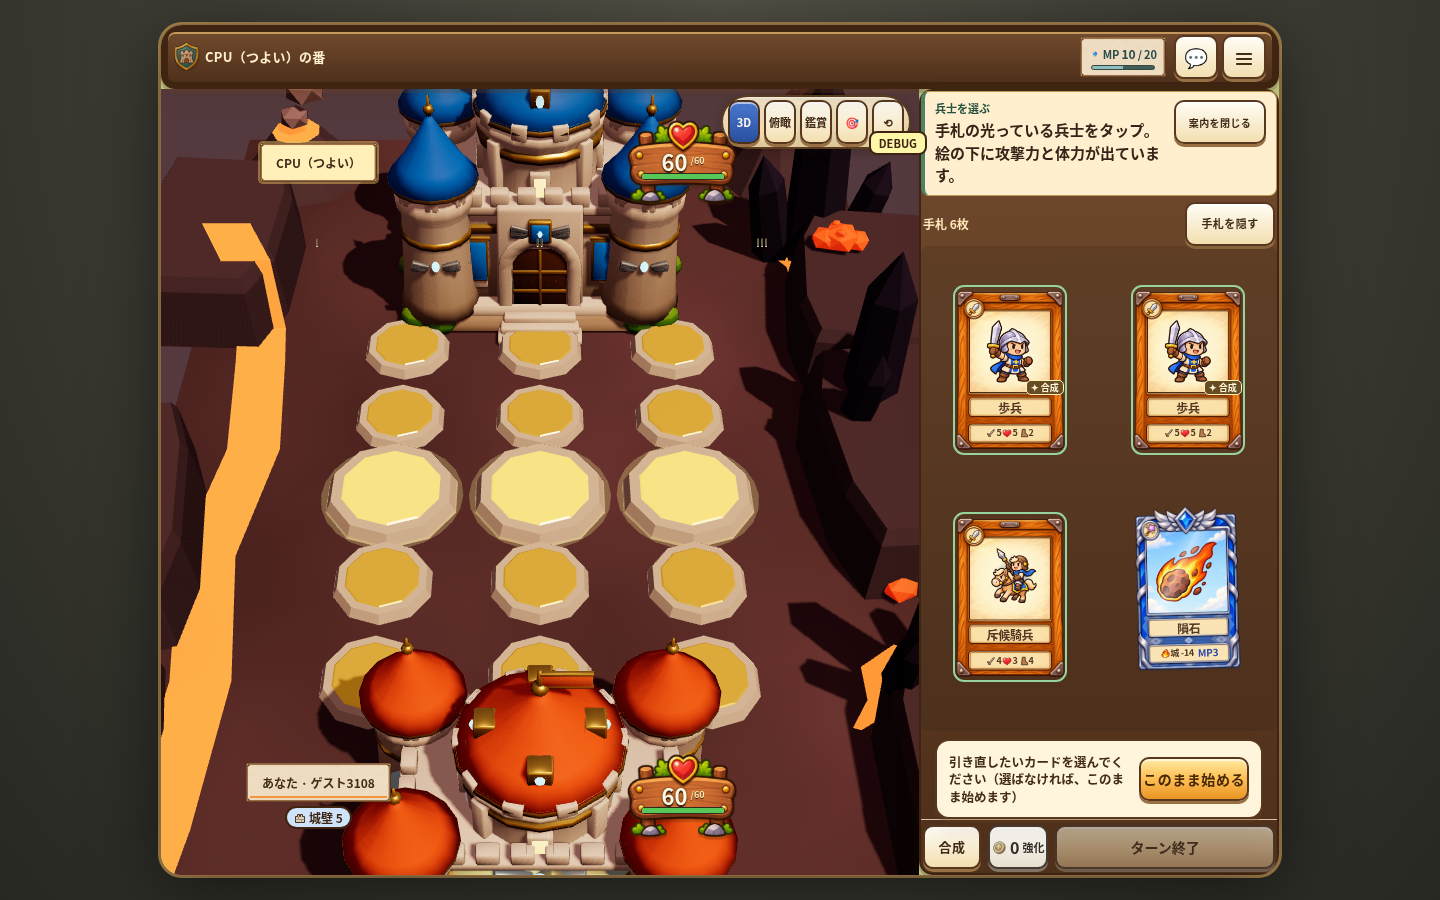 CPU（つよい）の番
MP 10 / 20
3D
俯瞰
鑑賞
DEBUG
CPU（つよい）
60 /60
兵士を選ぶ
手札の光っている兵士をタップ。
絵の下に攻撃力と体力が出ていま
す。
案内を閉じる
手札 6枚
手札を隠す
合成
歩兵
5 5 2
合成
歩兵
5 5 2
斥候騎兵
4 3 4
隕石
城 -14 MP3
あなた · ゲスト3108
城壁 5
60 /60
引き直したいカードを選んでく
ださい（選ばなければ、このま
ま始めます）
このまま始める
合成
0 強化
ターン終了